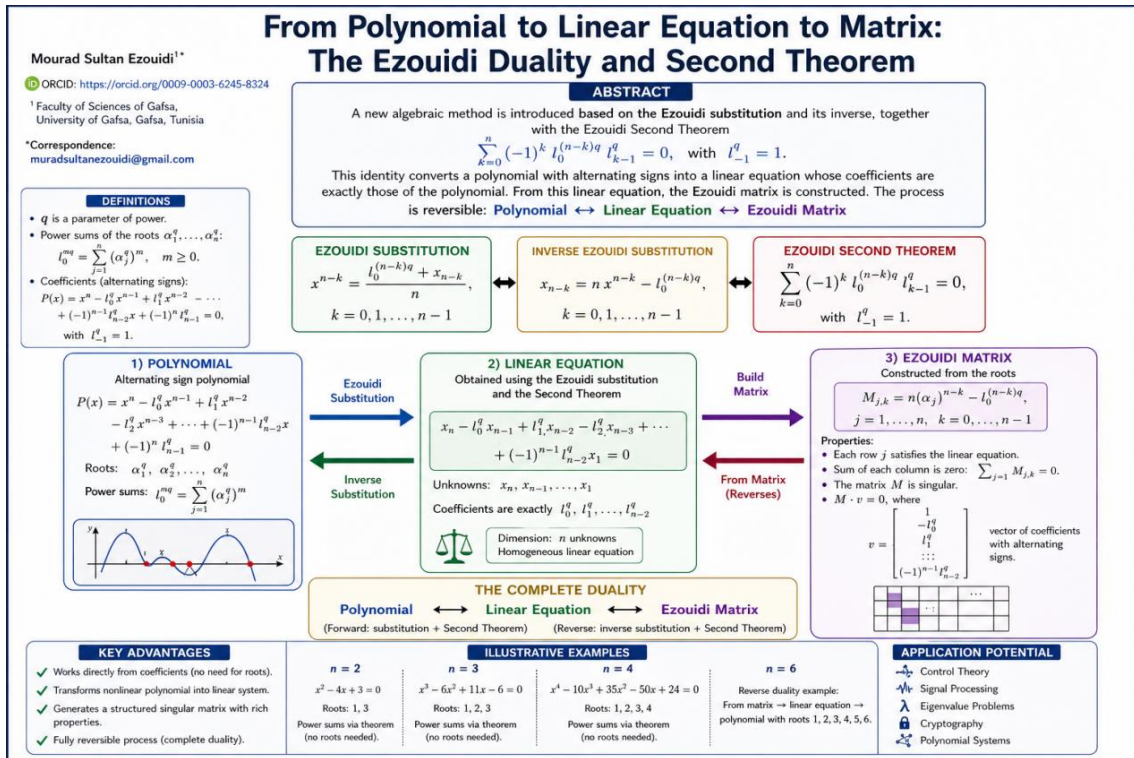 From Polynomial to Linear Equation to Matrix:
The Ezouidi Duality and Second Theorem
Mourad Sultan Ezouidi¹*
iD ORCID: https://orcid.org/0009-0003-6245-8324
¹ Faculty of Sciences of Gafsa,
University of Gafsa, Gafsa, Tunisia
*Correspondence:
muradsultanezouidi@gmail.com
ABSTRACT
A new algebraic method is introduced based on the Ezouidi substitution and its inverse, together
with the Ezouidi Second Theorem
∑_{k=0}^{n} (-1)^k l_0^{(n-k)q} l_{k-1}^q = 0, with l_{-1}^q = 1.
This identity converts a polynomial with alternating signs into a linear equation whose coefficients are
exactly those of the polynomial. From this linear equation, the Ezouidi matrix is constructed. The process
is reversible: Polynomial ↔ Linear Equation ↔ Ezouidi Matrix
DEFINITIONS
• q is a parameter of power.
• Power sums of the roots α_1^q, . . . , α_n^q:
l_0^{mq} = ∑_{j=1}^{n} (α_j^q)^m, m ≥ 0.
• Coefficients (alternating signs):
P(x) = x^n − l_0^q x^{n−1} + l_1^q x^{n−2} − ···
+ (−1)^{n−1} l_{n−2}^q x + (−1)^n l_{n−1}^q = 0,
with l_{−1}^q = 1.
EZOUIDI SUBSTITUTION
x^{n−k} = (l_0^{(n−k)q} + x_{n−k}) / n,
k = 0, 1, . . . , n − 1
INVERSE EZOUIDI SUBSTITUTION
x_{n−k} = n x^{n−k} − l_0^{(n−k)q},
k = 0, 1, . . . , n − 1
EZOUIDI SECOND THEOREM
∑_{k=0}^{n} (−1)^k l_0^{(n−k)q} l_{k−1}^q = 0,
with l_{−1}^q = 1.
1) POLYNOMIAL
Alternating sign polynomial
P(x) = x^n − l_0^q x^{n−1} + l_1^q x^{n−2}
− l_2^q x^{n−3} + ··· + (−1)^{n−1} l_{n−2}^q x
+ (−1)^n l_{n−1}^q = 0
Roots: α_1^q, α_2^q, . . . , α_n^q
Power sums: l_0^{mq} = ∑_{j=1}^{n} (α_j^q)^m
y
x
Ezouidi
Substitution
Inverse
Substitution
2) LINEAR EQUATION
Obtained using the Ezouidi substitution
and the Second Theorem
x_n − l_0^q x_{n−1} + l_1^q x_{n−2} − l_2^q x_{n−3} + ···
+ (−1)^{n−1} l_{n−2}^q x_1 = 0
Unknowns: x_n, x_{n−1}, . . . , x_1
Coefficients are exactly l_0^q, l_1^q, . . . , l_{n−2}^q
Dimension: n unknowns
Homogeneous linear equation
Build
Matrix
From Matrix
(Reverses)
3) EZOUIDI MATRIX
Constructed from the roots
M_{j,k} = n(α_j)^{n−k} − l_0^{(n−k)q},
j = 1, . . . , n, k = 0, . . . , n − 1
Properties:
• Each row j satisfies the linear equation.
• Sum of each column is zero: ∑_{j=1} M_{j,k} = 0.
• The matrix M is singular.
• M · v = 0, where
v = [1
−l_0^q
l_1^q
:::
(−1)^{n−1} l_{n−2}^q]
vector of coefficients
with alternating
signs.
THE COMPLETE DUALITY
Polynomial ⟷ Linear Equation ⟷ Ezouidi Matrix
(Forward: substitution + Second Theorem) (Reverse: inverse substitution + Second Theorem)
KEY ADVANTAGES
✓ Works directly from coefficients (no need for roots).
✓ Transforms nonlinear polynomial into linear system.
✓ Generates a structured singular matrix with rich
properties.
✓ Fully reversible process (complete duality).
ILLUSTRATIVE EXAMPLES
n = 2
x² − 4x + 3 = 0
Roots: 1, 3
Power sums via theorem
(no roots needed).
n = 3
x³ − 6x² + 11x − 6 = 0
Roots: 1, 2, 3
Power sums via theorem
(no roots needed).
n = 4
x⁴ − 10x³ + 35x² − 50x + 24 = 0
Roots: 1, 2, 3, 4
Power sums via theorem
(no roots needed).
n = 6
Reverse duality example:
From matrix → linear equation →
polynomial with roots 1, 2, 3, 4, 5, 6.
APPLICATION POTENTIAL
Control Theory
Signal Processing
λ Eigenvalue Problems
Cryptography
Polynomial Systems